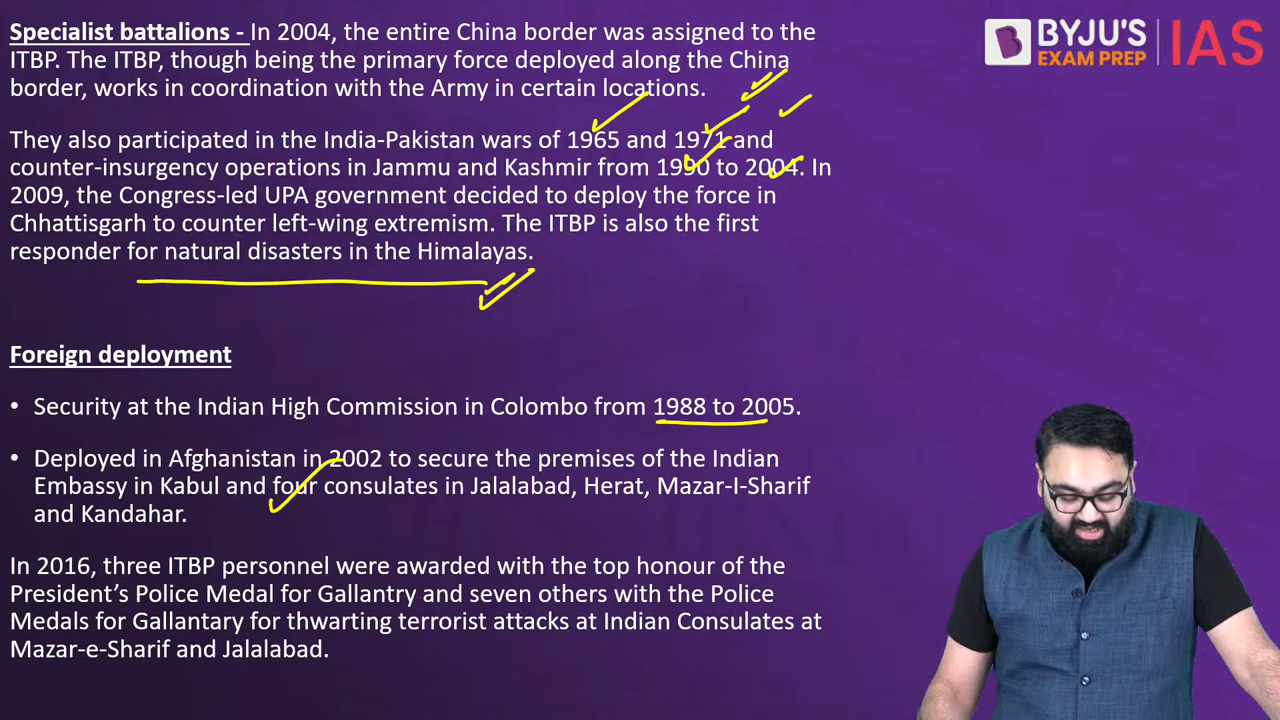 Specialist battalions - In 2004, the entire China border was assigned to the
ITBP. The ITBP, though being the primary force deployed along the China
border, works in coordination with the Army in certain locations.
They also participated in the India-Pakistan wars of 1965 and 1971 and
counter-insurgency operations in Jammu and Kashmir from 1990 to 2004. In
2009, the Congress-led UPA government decided to deploy the force in
Chhattisgarh to counter left-wing extremism. The ITBP is also the first
responder for natural disasters in the Himalayas.
Foreign deployment
• Security at the Indian High Commission in Colombo from 1988 to 2005.
• Deployed in Afghanistan in 2002 to secure the premises of the Indian
Embassy in Kabul and four consulates in Jalalabad, Herat, Mazar-I-Sharif
and Kandahar.
In 2016, three ITBP personnel were awarded with the top honour of the
President's Police Medal for Gallantry and seven others with the Police
Medals for Gallantary for thwarting terrorist attacks at Indian Consulates at
Mazar-e-Sharif and Jalalabad.
BYJU'S
EXAM PREP
IAS